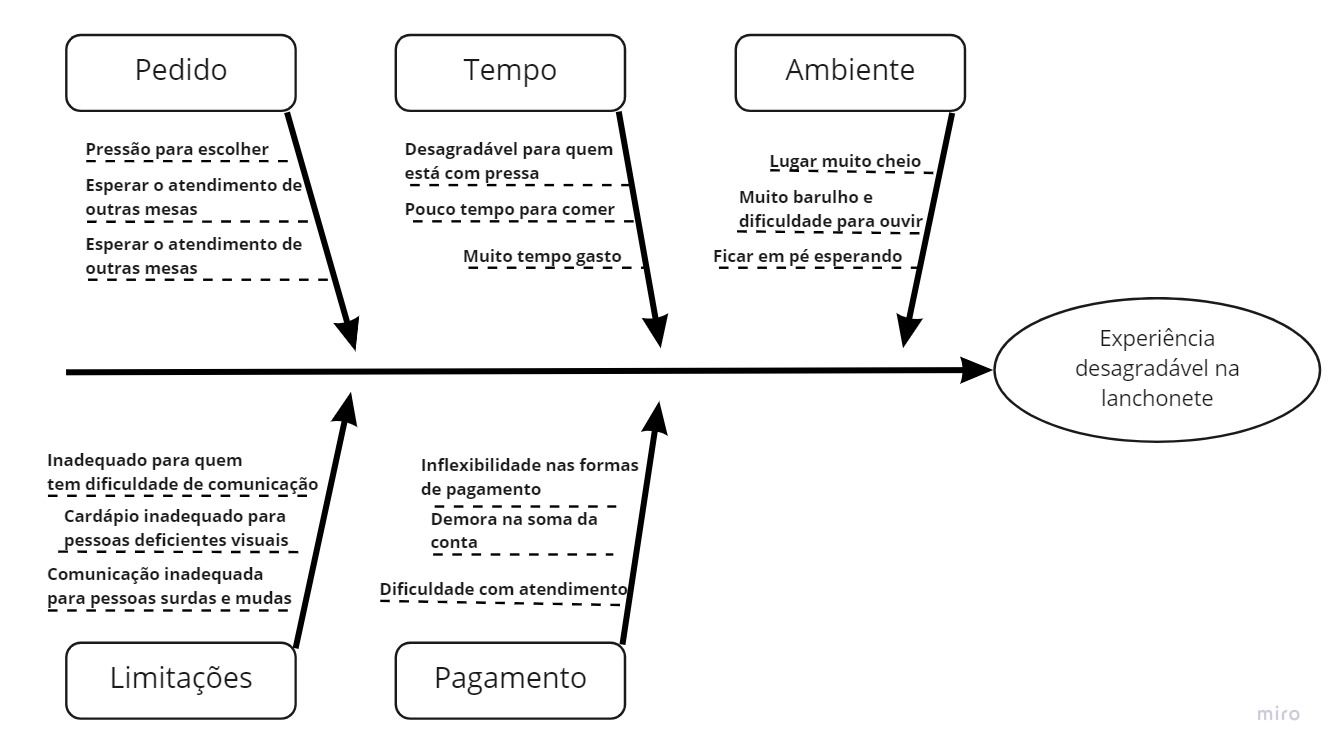 Pedido
Tempo
Ambiente
Pressão para escolher
Esperar o atendimento de
outras mesas
Esperar o atendimento de
outras mesas
Desagradável para quem
está com pressa
Pouco tempo para comer
Muito tempo gasto
Lugar muito cheio
Muito barulho e
dificuldade para ouvir
Ficar em pé esperando
Experiência
desagradável na
lanchonete
Inadequado para quem
tem dificuldade de comunicação
Cardápio inadequado para
pessoas deficientes visuais
Comunicação inadequada
para pessoas surdas e mudas
Inflexibilidade nas formas
de pagamento
Demora na soma da
conta
Dificuldade com atendimento
Limitações
Pagamento
miro